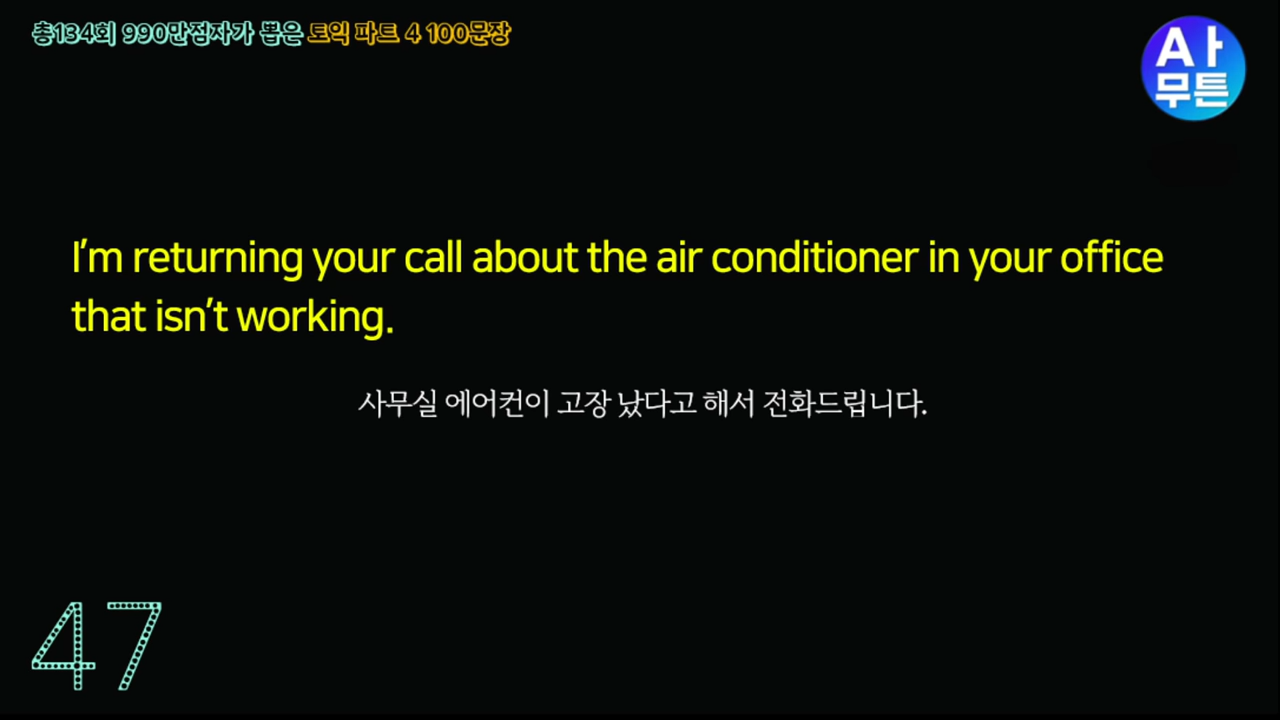 총134회 990만점자가 뽑은 토익 파트 4 100문장
A사
무튼
I'm returning your call about the air conditioner in your office
that isn't working.
사무실 에어컨이 고장 났다고 해서 전화드립니다.
47